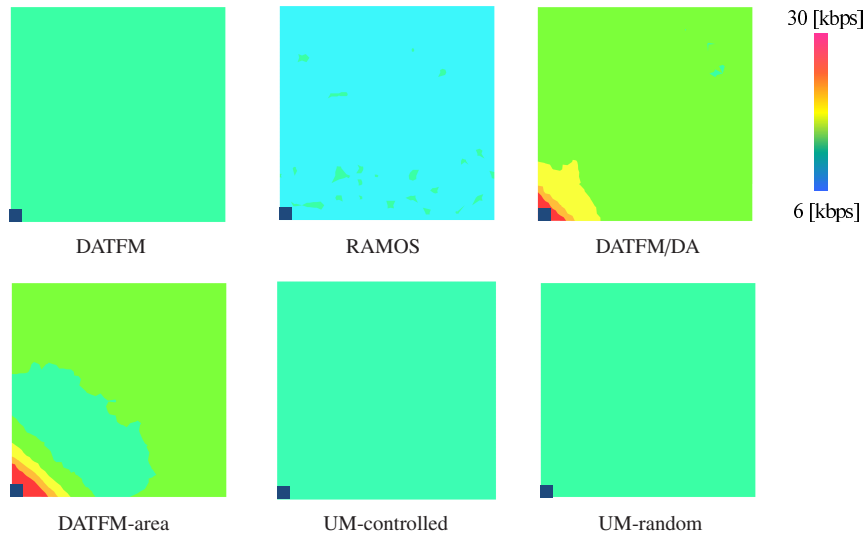 30 [kbps]
6 [kbps]
DATFM
RAMOS
DATFM/DA
DATFM-area
UM-controlled
UM-random